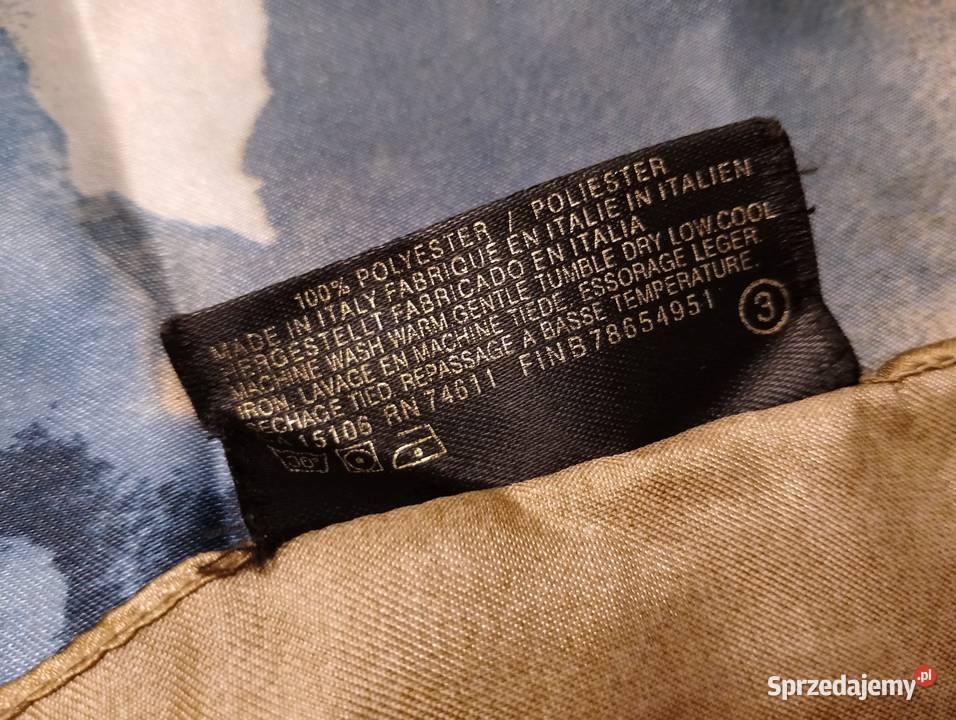 100% POLYESTER / POLIESTER
MADE IN ITALY FABRIQUE EN ITALIE IN ITALIEN
HERGESTELLT FABRICADO EN ITALIA
MACHINE WASH WARM GENTLE TUMBLE DRY LOW.COOL
IRON. LAVAGE EN MACHINE TIEDE. ESSORAGE LEGER
SECHAGE TIED. REPASSAGE A BASSE TEMPERATURE.
15106 RN 74611 FINB78654951
3
30°
Sprzedajemy.pl